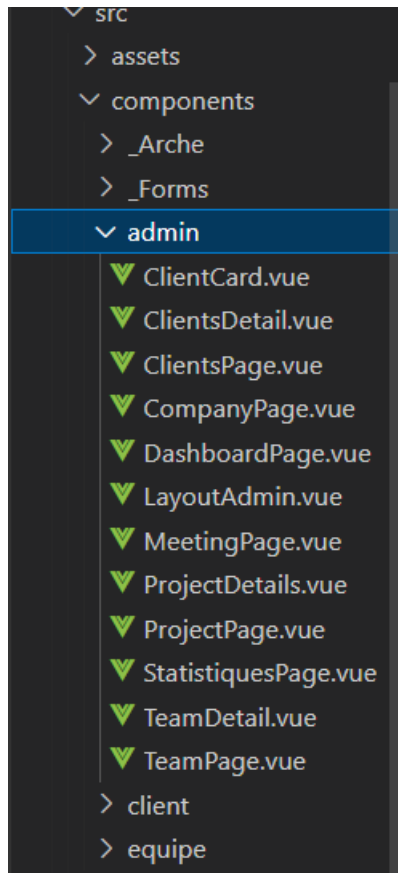 src
assets
components
_Arche
_Forms
admin
ClientCard.vue
ClientsDetail.vue
ClientsPage.vue
CompanyPage.vue
DashboardPage.vue
LayoutAdmin.vue
MeetingPage.vue
ProjectDetails.vue
ProjectPage.vue
StatistiquesPage.vue
TeamDetail.vue
TeamPage.vue
client
equipe